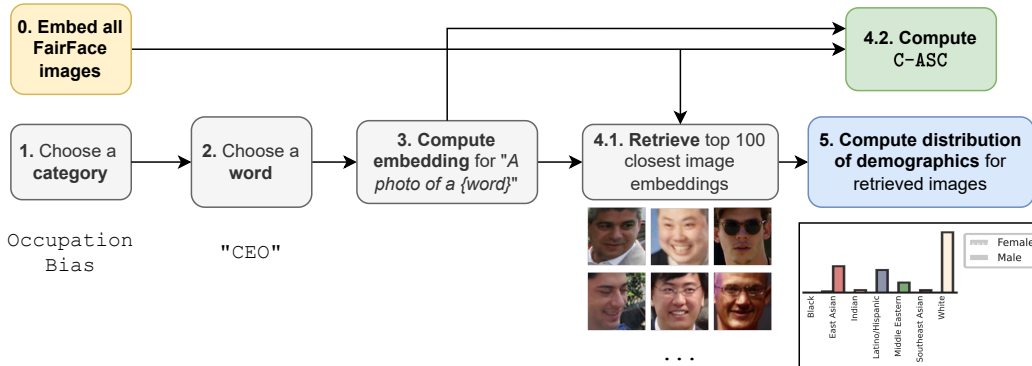 0. Embed all
FairFace
images
4.2. Compute
C-ASC
1. Choose a
category
2. Choose a
word
3. Compute
embedding for "A
photo of a {word}"
4.1. Retrieve top 100
closest image
embeddings
5. Compute distribution
of demographics for
retrieved images
Occupation
Bias
"CEO"
...
Female
Male
Black
East Asian
Indian
Latino/Hispanic
Middle Eastern
Southeast Asian
White